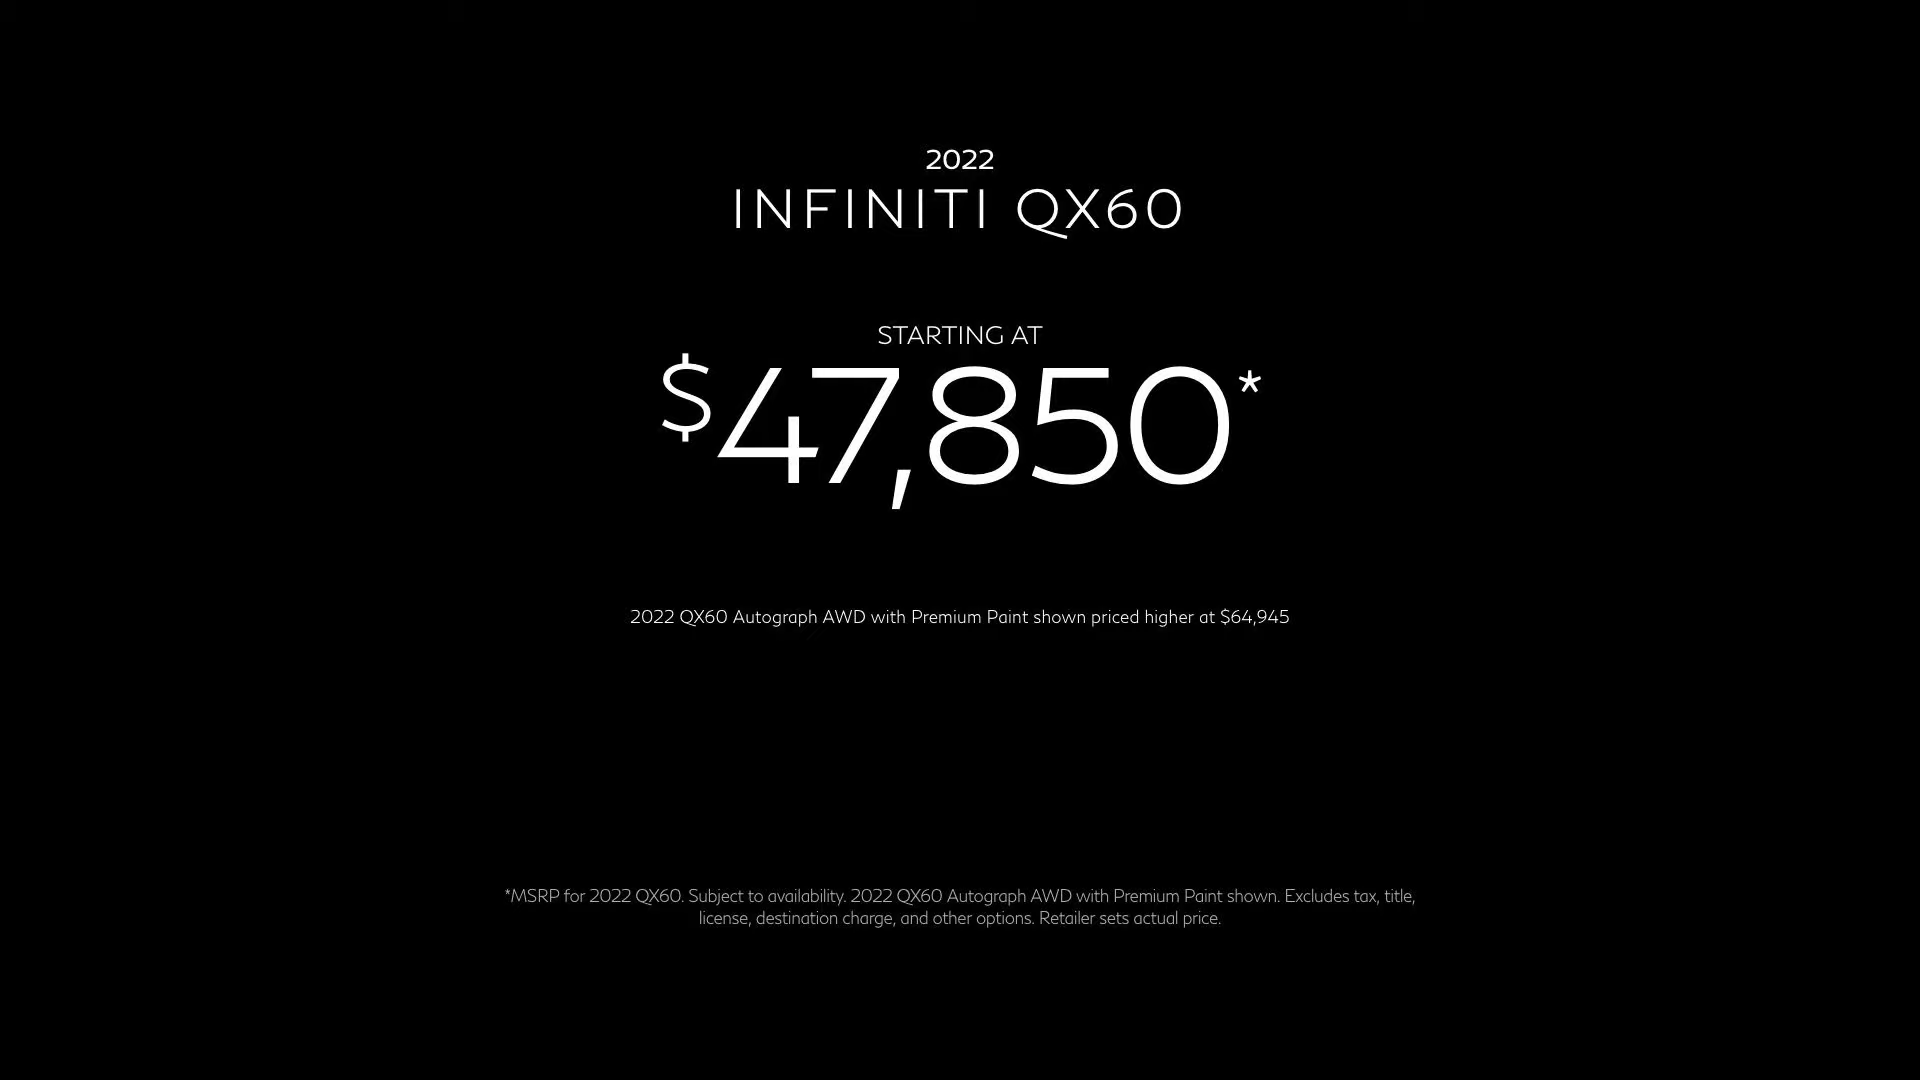 2022
INFINITI QX60
STARTING AT
$47,850*
2022 QX60 Autograph AWD with Premium Paint shown priced higher at $64,945
*MSRP for 2022 QX60. Subject to availability. 2022 QX60 Autograph AWD with Premium Paint shown. Excludes tax, title,
license, destination charge, and other options. Retailer sets actual price.